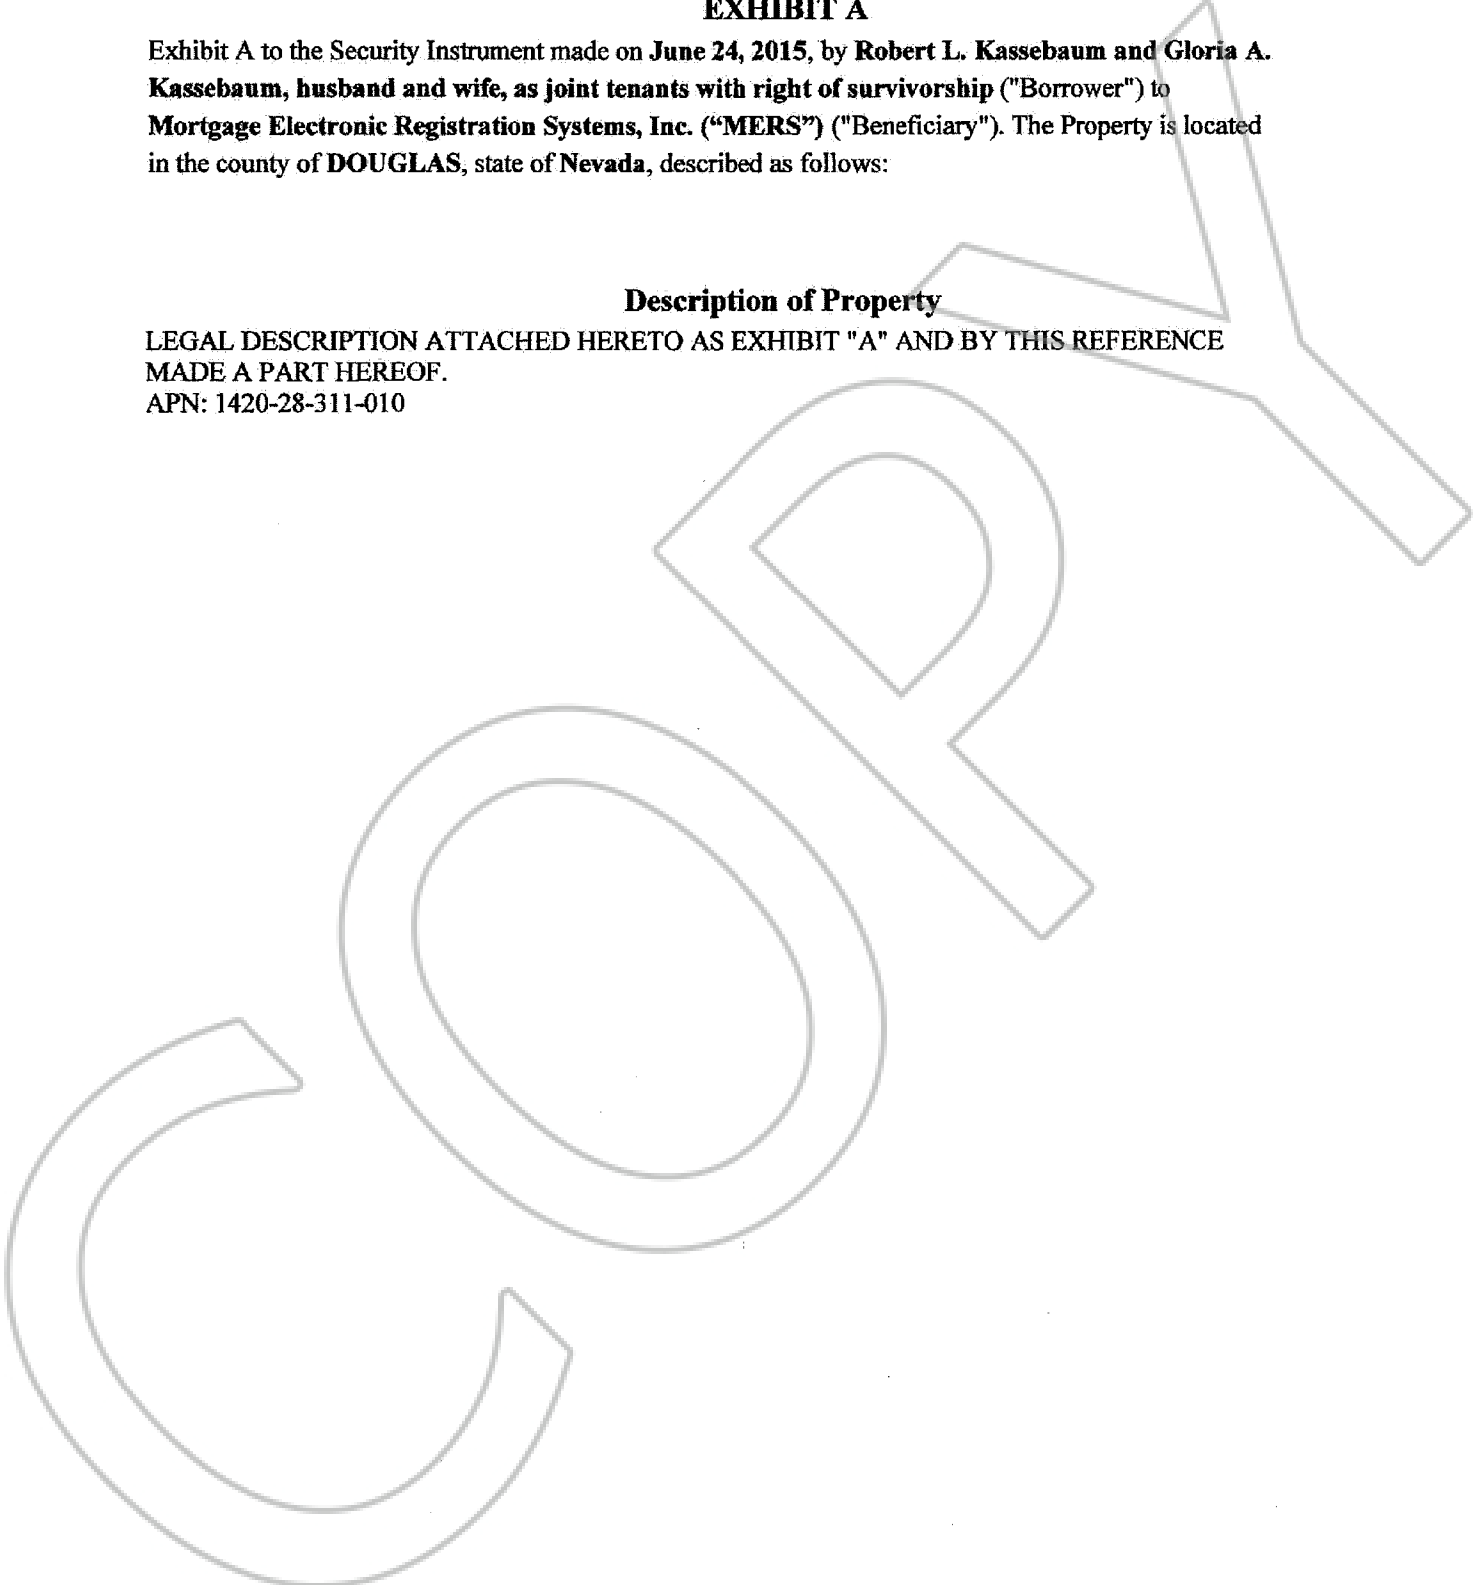 EXHIBIT A
Exhibit A to the Security Instrument made on June 24, 2015, by Robert L. Kassebaum and Gloria A.
Kassebaum, husband and wife, as joint tenants with right of survivorship ("Borrower") to
Mortgage Electronic Registration Systems, Inc. (“MERS”) ("Beneficiary"). The Property is located
in the county of DOUGLAS, state of Nevada, described as follows:
Description of Property
LEGAL DESCRIPTION ATTACHED HERETO AS EXHIBIT "A" AND BY THIS REFERENCE
MADE A PART HEREOF.
APN: 1420-28-311-010
COPY